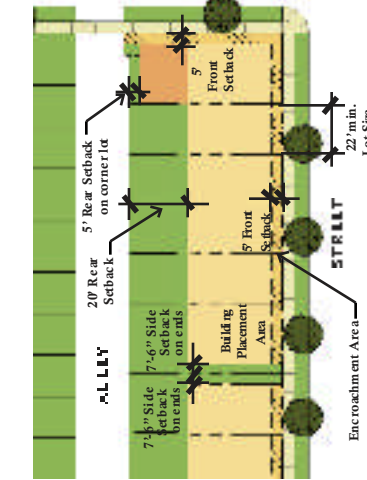 5'
Front
Setback
5' Rear Setback
on corner lot
22' min.
Lot Size
20' Rear
Setback
5' Front
Setback
STREET
7'-6" Side
Setback
on ends
Building
Placement
Area
ALLEY
7'-6" Side
Setback
on ends
Encroachment Area